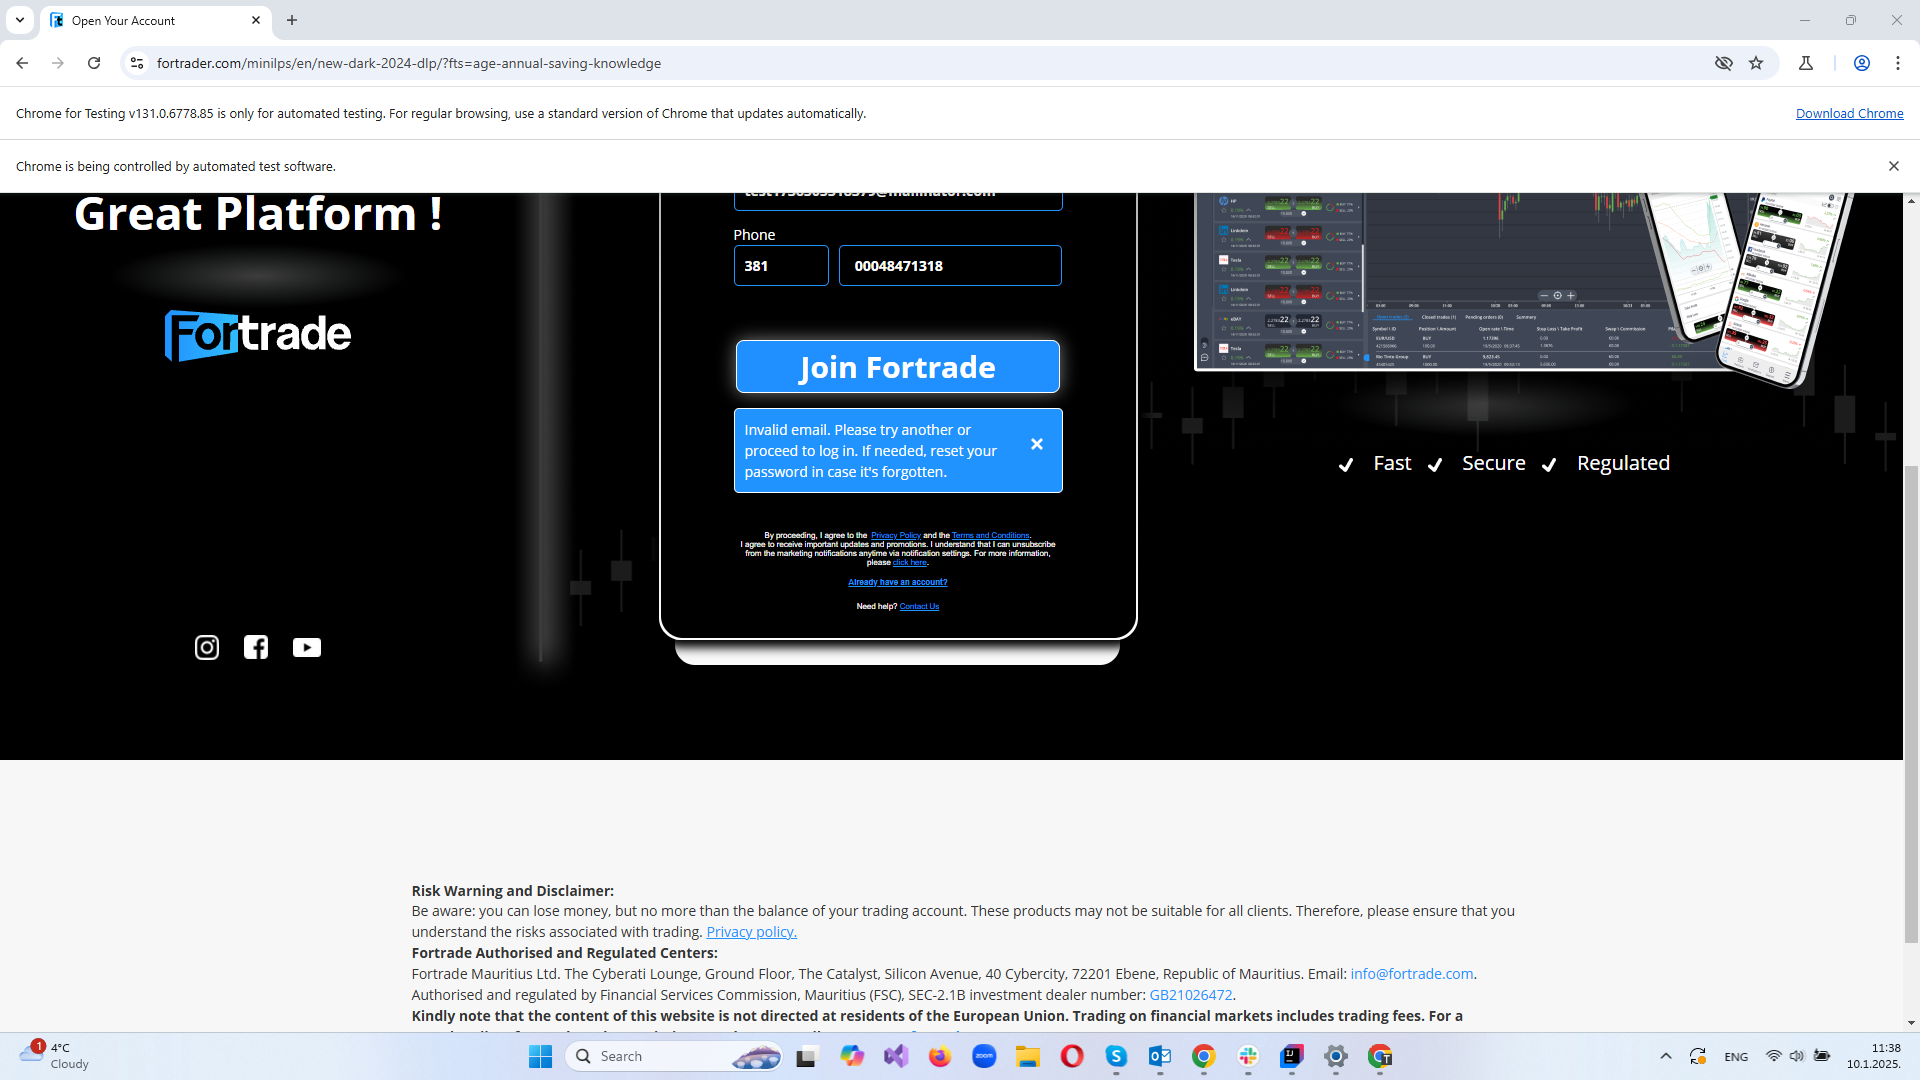 Open Your Account
fortrader.com/minilps/en/new-dark-2024-dlp/?fts=age-annual-saving-knowledge
Chrome for Testing v131.0.6778.85 is only for automated testing. For regular browsing, use a standard version of Chrome that updates automatically.
Download Chrome
Chrome is being controlled by automated test software.
Great Platform !
Fortrade
Phone
381
00048471318
Join Fortrade
Invalid email. Please try another or
proceed to log in. If needed, reset your
password in case it's forgotten.
By proceeding, I agree to the Privacy Policy and the Terms and Conditions.
I agree to receive important updates and promotions. I understand that I can unsubscribe
from the marketing notifications anytime via notification settings. For more information,
please click here.
Already have an account?
Need help? Contact Us
Fast Secure Regulated
Risk Warning and Disclaimer:
Be aware: you can lose money, but no more than the balance of your trading account. These products may not be suitable for all clients. Therefore, please ensure that you
understand the risks associated with trading. Privacy policy.
Fortrade Authorised and Regulated Centers:
Fortrade Mauritius Ltd. The Cyberati Lounge, Ground Floor, The Catalyst, Silicon Avenue, 40 Cybercity, 72201 Ebene, Republic of Mauritius. Email: info@fortrade.com.
Authorised and regulated by Financial Services Commission, Mauritius (FSC), SEC-2.1B investment dealer number: GB21026472.
Kindly note that the content of this website is not directed at residents of the European Union. Trading on financial markets includes trading fees. For a
1
4°C
Cloudy
Search
zoom
ENG
11:38
10.1.2025.